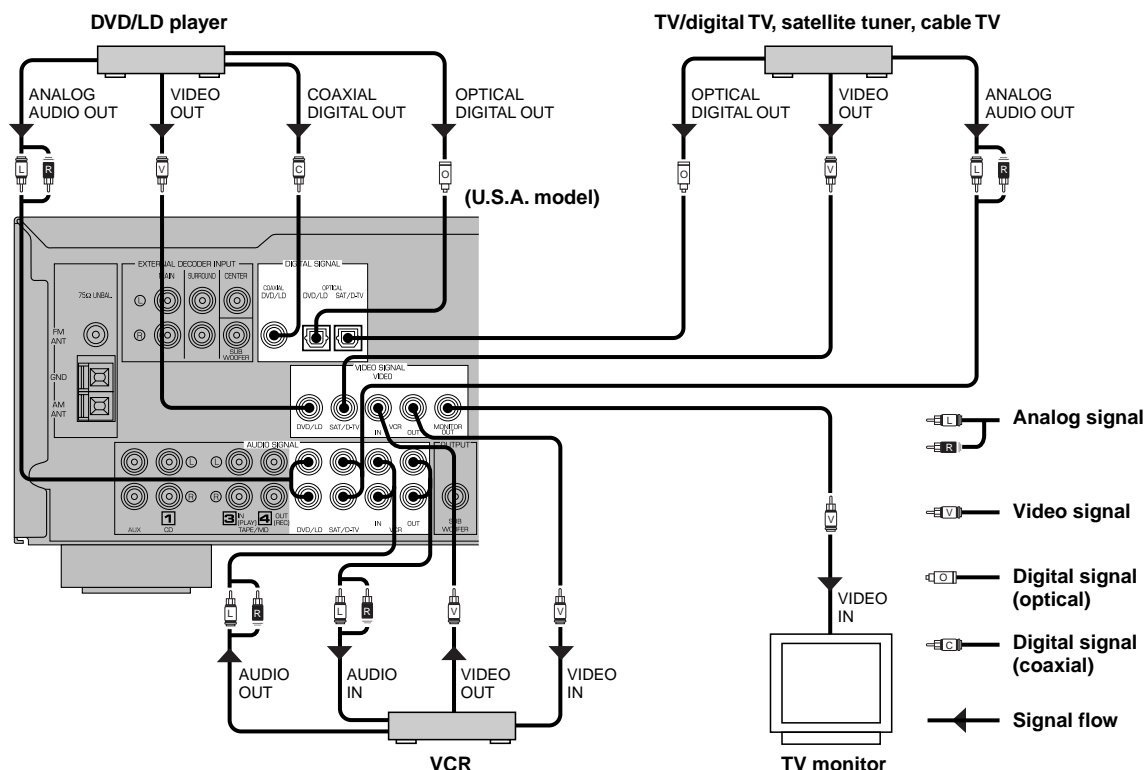 DVD/LD player
TV/digital TV, satellite tuner, cable TV
ANALOG
AUDIO OUT
VIDEO
OUT
COAXIAL
DIGITAL OUT
OPTICAL
DIGITAL OUT
OPTICAL
DIGITAL OUT
VIDEO
OUT
ANALOG
AUDIO OUT
L
R
V
C
O
O
V
L
R
(U.S.A. model)
EXTERNAL DECODER INPUT
MAIN
SURROUND
CENTER
L
R
SUB
WOOFER
75Ω UNBAL.
FM
ANT
GND
AM
ANT
DIGITAL SIGNAL
COAXIAL
DVD/LD
OPTICAL
DVD/LD
SAT/D-TV
VIDEO SIGNAL
VIDEO
DVD/LD
SAT/D-TV
IN
VCR
OUT
MONITOR
OUT
AUDIO SIGNAL
OUTPUT
L
L
R
R
AUX
1
CD
3
IN
(PLAY)
4
OUT
(REC)
TAPE/MD
DVD/LD
SAT/D-TV
IN
VCR
OUT
SUB
WOOFER
L
R
L
R
V
V
AUDIO
OUT
AUDIO
IN
VIDEO
OUT
VIDEO
IN
VCR
V
VIDEO
IN
TV monitor
L
R
Analog signal
V
Video signal
O
Digital signal
(optical)
C
Digital signal
(coaxial)
Signal flow